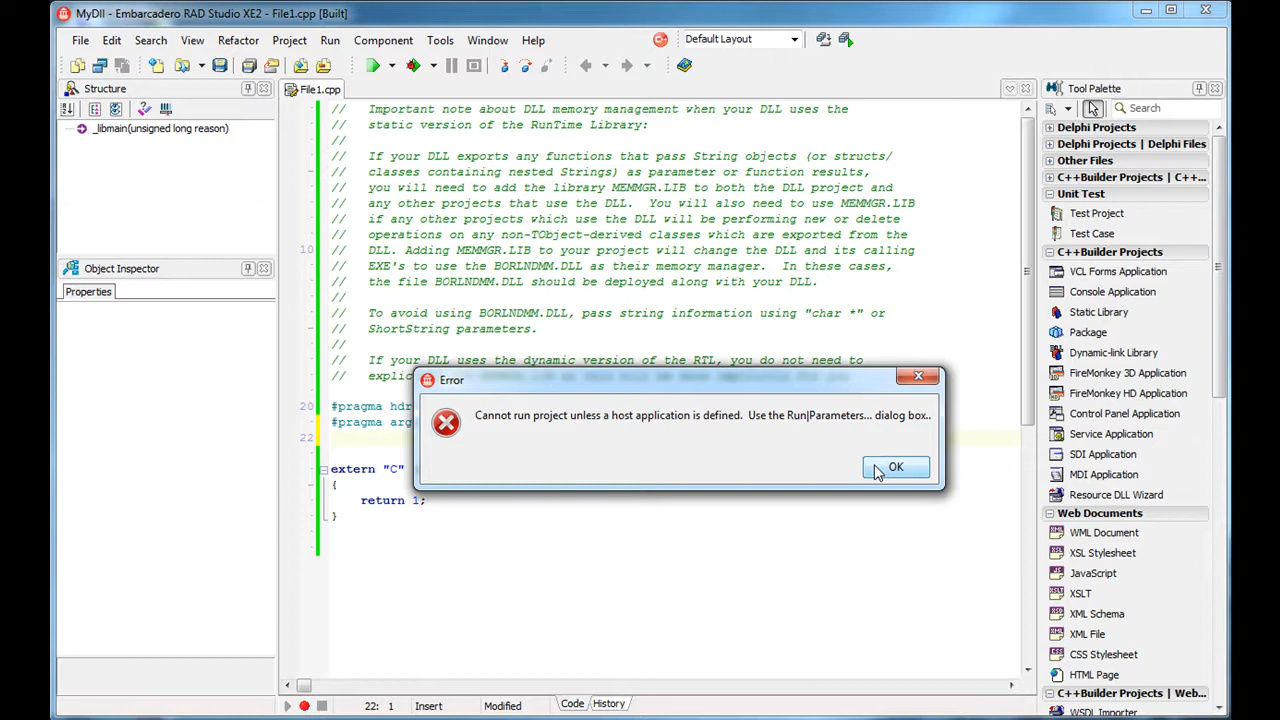 MyDll - Embarcadero RAD Studio XE2 - File1.cpp [Built]
File Edit Search View Refactor Project Run Component Tools Window Help
Default Layout
Structure
_libmain(unsigned long reason)
Object Inspector
Properties
File1.cpp
// Important note about DLL memory management when your DLL uses the
// static version of the RunTime Library:
//
// If your DLL exports any functions that pass String objects (or structs/
// classes containing nested Strings) as parameter or function results,
// you will need to add the library MEMMGR.LIB to both the DLL project and
// any other projects that use the DLL. You will also need to use MEMMGR.LIB
// if any other projects which use the DLL will be performing new or delete
// operations on any non-TObject-derived classes which are exported from the
10 // DLL. Adding MEMMGR.LIB to your project will change the DLL and its calling
// EXE's to use the BORLNDMM.DLL as their memory manager. In these cases,
// the file BORLNDMM.DLL should be deployed along with your DLL.
//
// To avoid using BORLNDMM.DLL, pass string information using "char *" or
// ShortString parameters.
//
// If your DLL uses the dynamic version of the RTL, you do not need to
// explic
20 #pragma hdr
#pragma arg
22
extern "C"
{
return 1;
}
Error
Cannot run project unless a host application is defined. Use the Run|Parameters... dialog box..
OK
22: 1 Insert Modified Code History
Tool Palette
Search
Delphi Projects
Delphi Projects | Delphi Files
Other Files
C++Builder Projects | C++...
Unit Test
Test Project
Test Case
C++Builder Projects
VCL Forms Application
Console Application
Static Library
Package
Dynamic-link Library
FireMonkey 3D Application
FireMonkey HD Application
Control Panel Application
Service Application
SDI Application
MDI Application
Resource DLL Wizard
Web Documents
WML Document
XSL Stylesheet
JavaScript
XSLT
XML Schema
XML File
CSS Stylesheet
HTML Page
C++Builder Projects | Web...
WSDL Importer